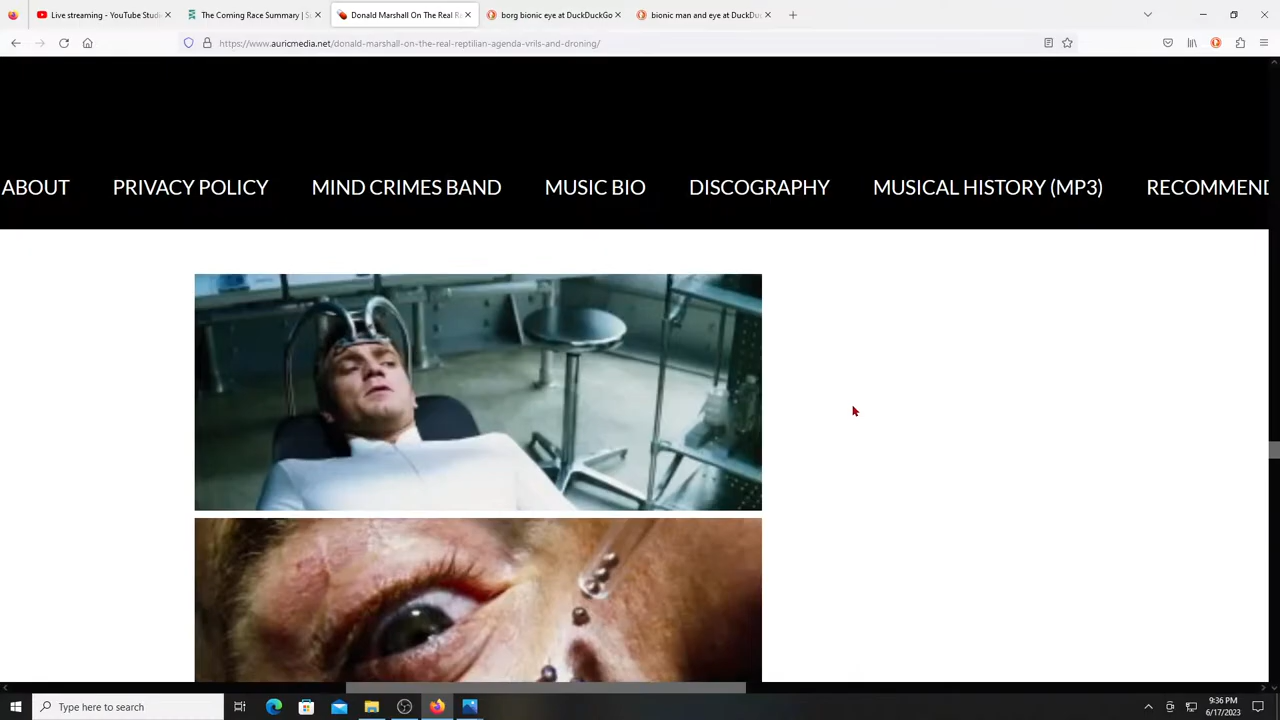 Live streaming - YouTube Studi
The Coming Race Summary | S
Donald Marshall On The Real R
borg bionic eye at DuckDuckGo
bionic man and eye at DuckDu
https://www.auricmedia.net/donald-marshall-on-the-real-reptilian-agenda-vrils-and-droning/
ABOUT PRIVACY POLICY MIND CRIMES BAND MUSIC BIO DISCOGRAPHY MUSICAL HISTORY (MP3) RECOMMEND
Type here to search
9:36 PM
6/17/2023